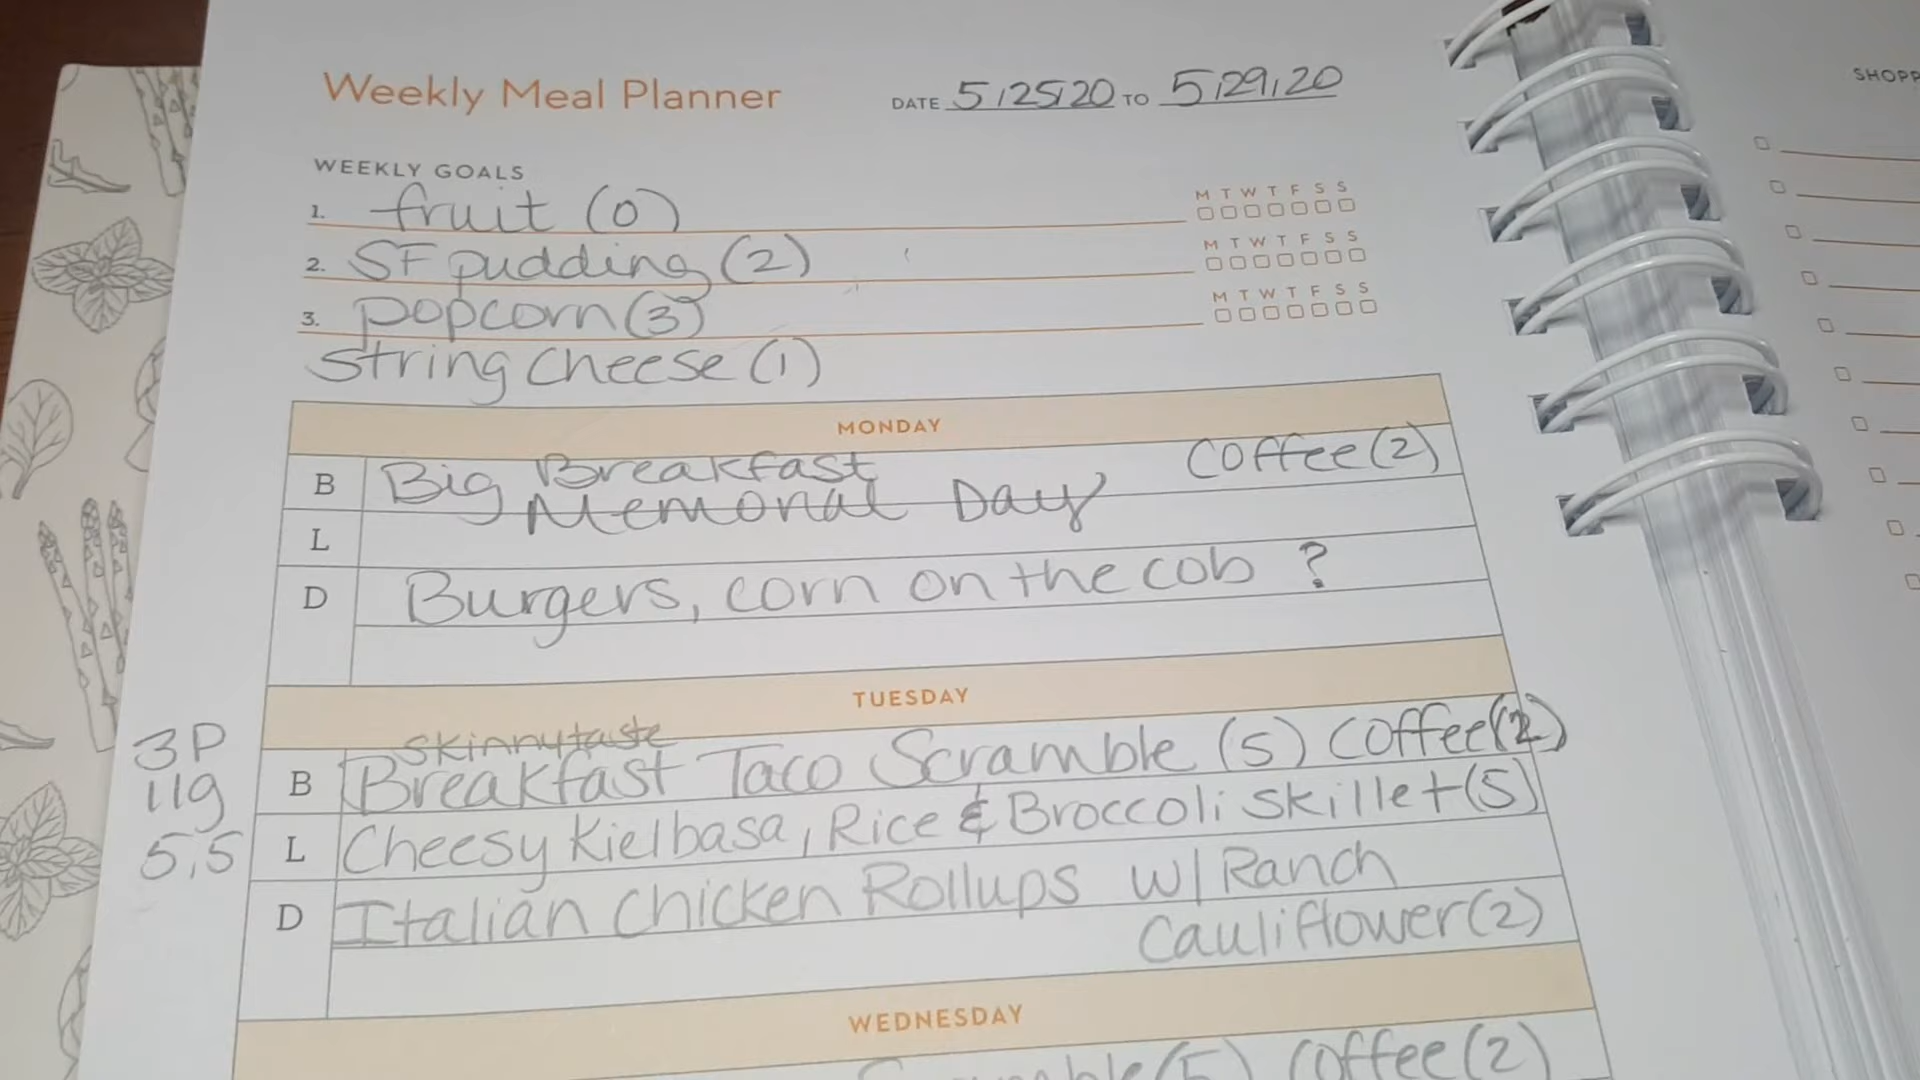 Weekly Meal Planner
DATE 5/25/20 TO 5/29/20
SHOPP
WEEKLY GOALS
M T W T F S S
1. fruit (0)
M T W T F S S
2. SF pudding (2)
M T W T F S S
3. popcorn (3)
String Cheese (1)
MONDAY
B Big Breakfast Coffee (2)
Memorial Day
L
D Burgers, corn on the cob ?
TUESDAY
3P
11g
5,5
skinnytaste
B Breakfast Taco Scramble (5) Coffee (2)
L Cheesy Kielbasa, Rice & Broccoli Skillet (5)
D Italian Chicken Rollups w/ Ranch
Cauliflower (2)
WEDNESDAY
Coffee (2)